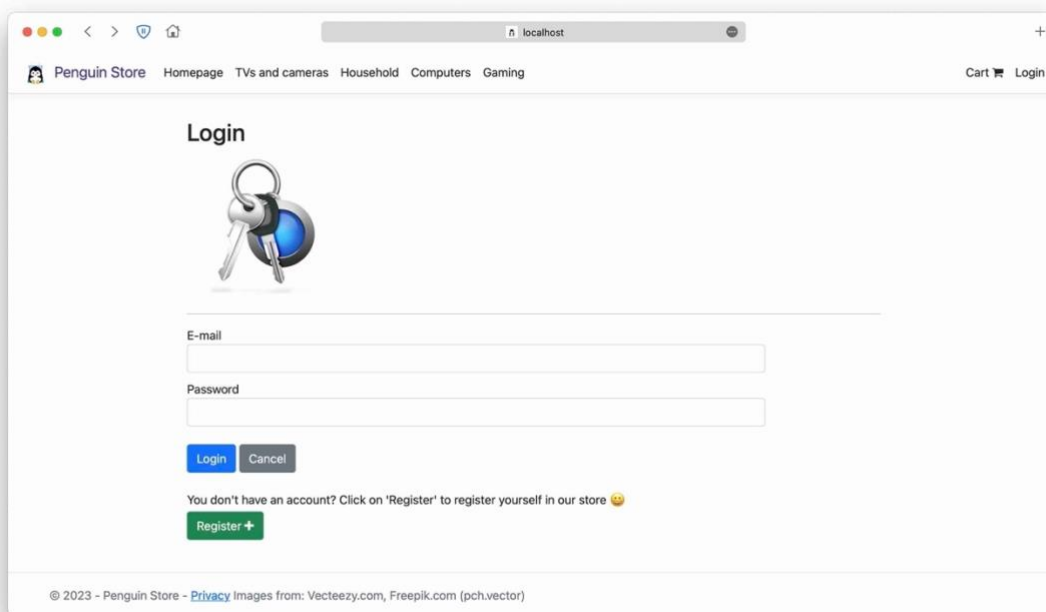 localhost
Penguin Store Homepage TVs and cameras Household Computers Gaming Cart Login
Login
E-mail
Password
Login Cancel
You don't have an account? Click on 'Register' to register yourself in our store 😀
Register +
© 2023 - Penguin Store - Privacy Images from: Vecteezy.com, Freepik.com (pch.vector)